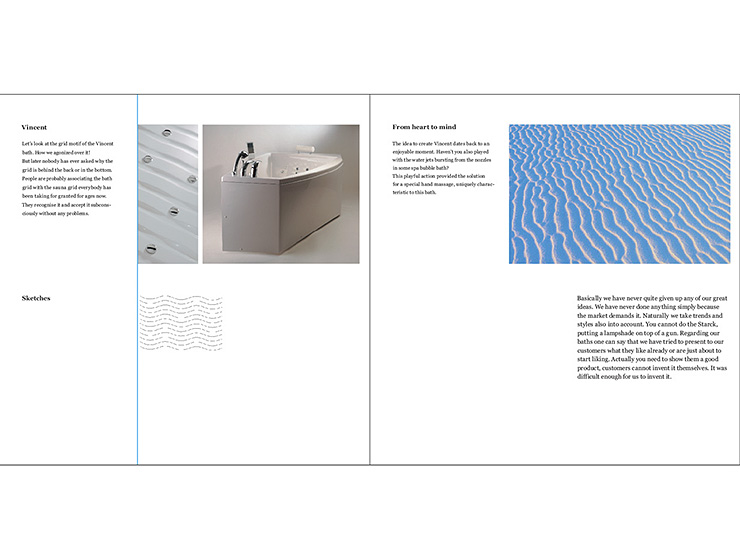 Vincent
Let's look at the grid motif of the Vincent
bath. How we agonized over it!
But later nobody has ever asked why the
grid is behind the back or in the bottom.
People are probably associating the bath
grid with the sauna grid everybody has
been taking for granted for ages now.
They recognise it and accept it subcons-
ciously without any problems.
Sketches
From heart to mind
The idea to create Vincent dates back to an
enjoyable moment. Haven't you also played
with the water jets bursting from the nozzles
in some spa bubble bath?
This playful action provided the solution
for a special hand massage, uniquely charac-
teristic to this bath.
Basically we have never quite given up any of our great
ideas. We have never done anything simply because
the market demands it. Naturally we take trends and
styles also into account. You cannot do the Starck,
putting a lampshade on top of a gun. Regarding our
baths one can say that we have tried to present to our
customers what they like already or are just about to
start liking. Actually you need to show them a good
product, customers cannot invent it themselves. It was
difficult enough for us to invent it.